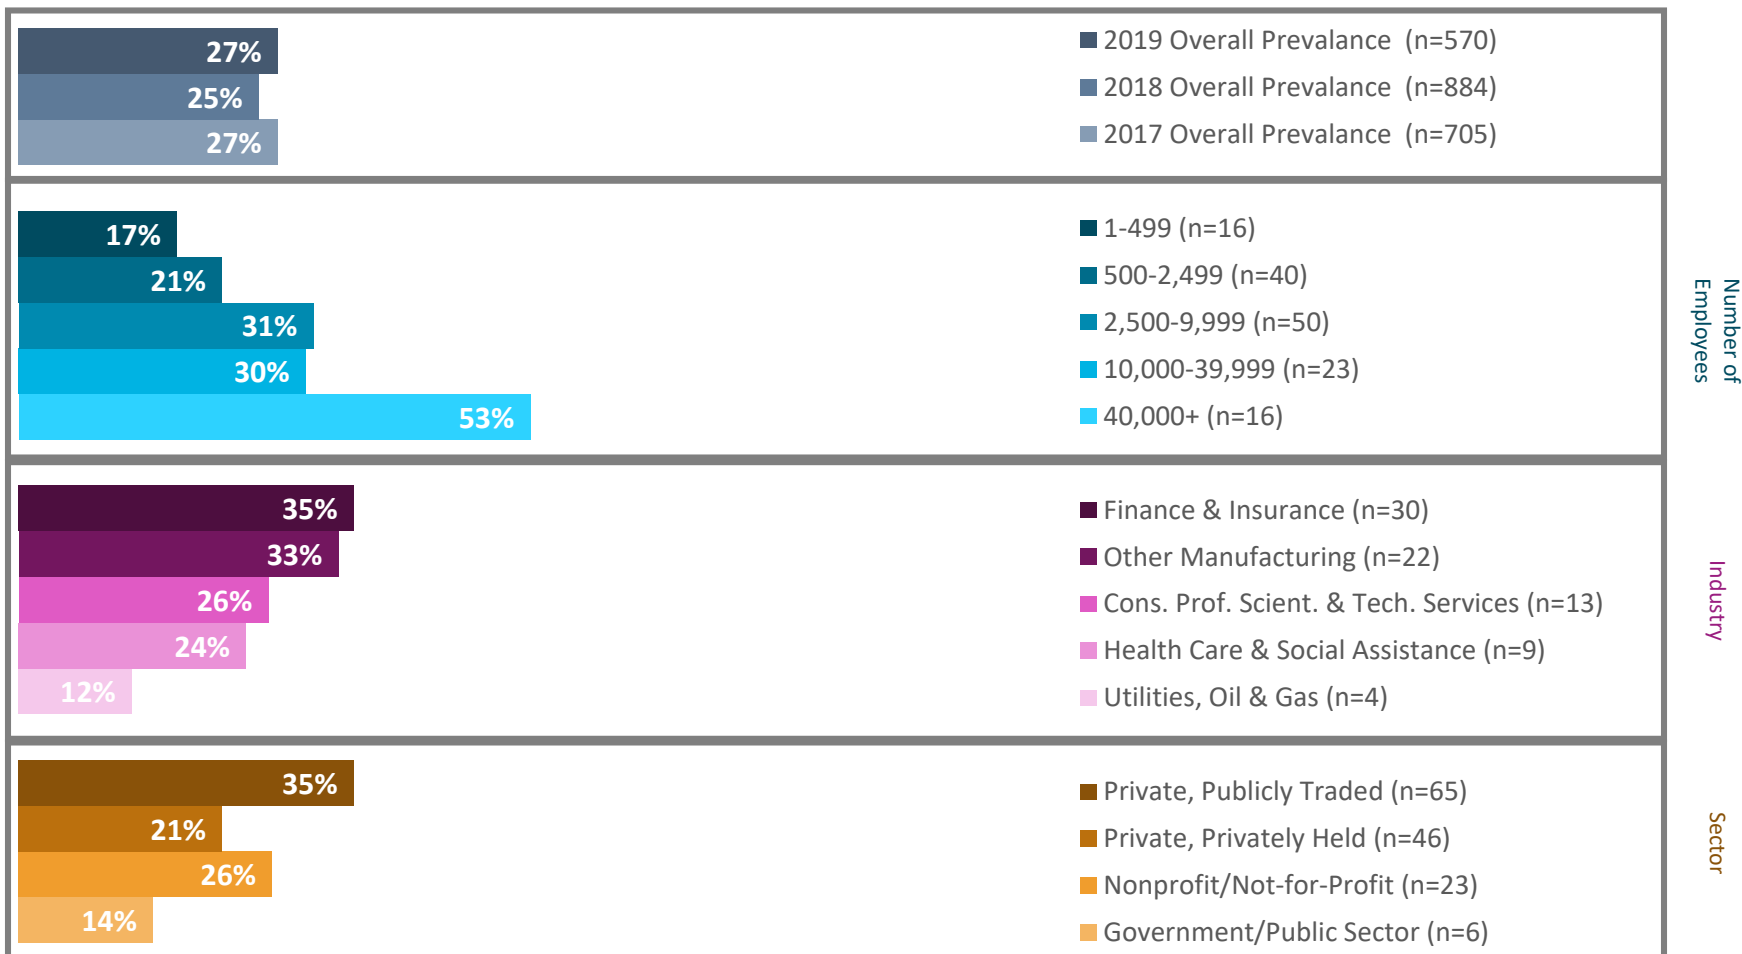 27%
25%
27%
2019 Overall Prevalance (n=570)
2018 Overall Prevalance (n=884)
2017 Overall Prevalance (n=705)
17%
21%
31%
30%
53%
1-499 (n=16)
500-2,499 (n=40)
2,500-9,999 (n=50)
10,000-39,999 (n=23)
40,000+ (n=16)
Number of
Employees
35%
33%
26%
24%
12%
Finance & Insurance (n=30)
Other Manufacturing (n=22)
Cons. Prof. Scient. & Tech. Services (n=13)
Health Care & Social Assistance (n=9)
Utilities, Oil & Gas (n=4)
Industry
35%
21%
26%
14%
Private, Publicly Traded (n=65)
Private, Privately Held (n=46)
Nonprofit/Not-for-Profit (n=23)
Government/Public Sector (n=6)
Sector